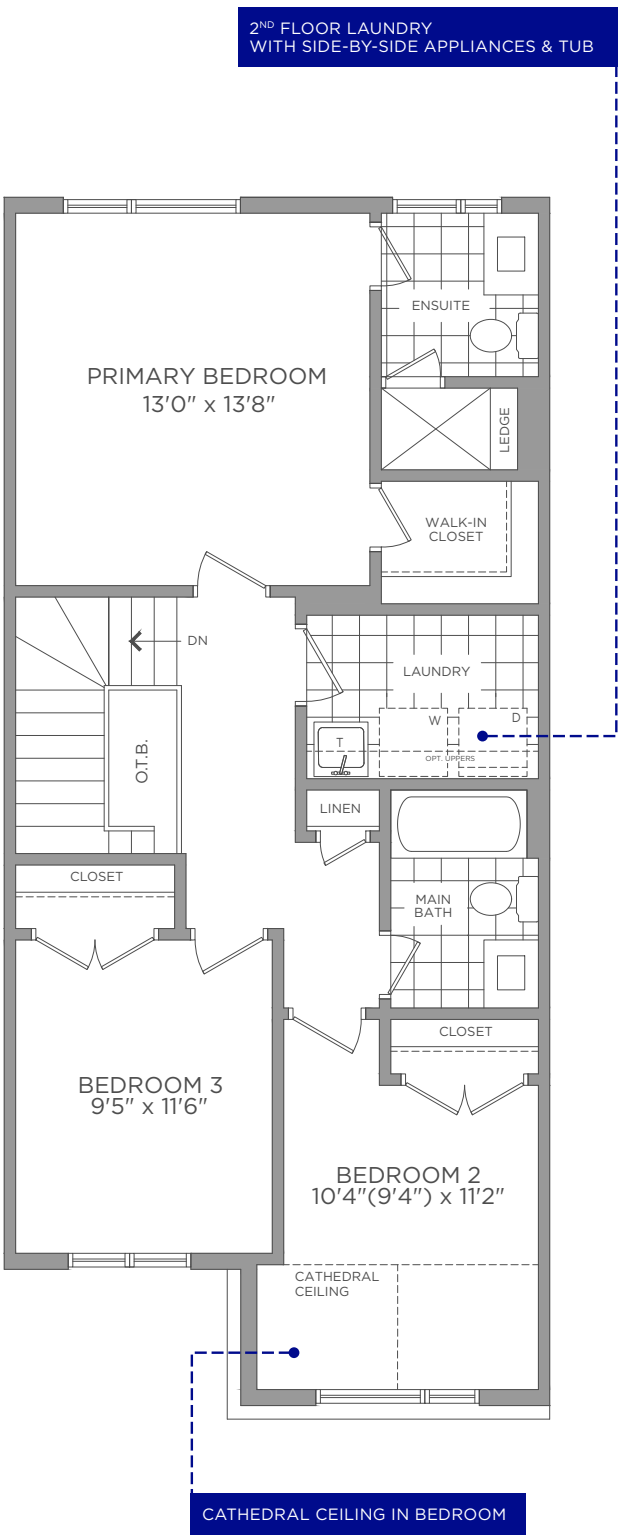 2ND FLOOR LAUNDRY
WITH SIDE-BY-SIDE APPLIANCES & TUB
ENSUITE
PRIMARY BEDROOM
13'0" x 13'8"
LEDGE
WALK-IN
CLOSET
DN
LAUNDRY
W
D
T
OPT. UPPERS
O.T.B.
LINEN
CLOSET
MAIN
BATH
CLOSET
BEDROOM 3
9'5" x 11'6"
BEDROOM 2
10'4"(9'4") x 11'2"
CATHEDRAL
CEILING
CATHEDRAL CEILING IN BEDROOM